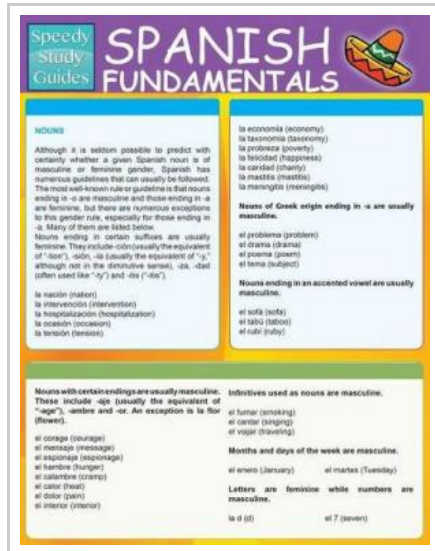 Speedy
Study
Guides
SPANISH
FUNDAMENTALS
NOUNS
Although it is seldom possible to predict with
certainty whether a given Spanish noun is of
masculine or feminine gender, Spanish has
numerous guidelines that can usually be followed.
The most well-known rule or guideline is that nouns
ending in -o are masculine and those ending in -a
are feminine, but there are numerous exceptions
to this gender rule, especially for those ending in
-a. Many of them are listed below.
Nouns ending in certain suffixes are usually
feminine. They include -ción (usually the equivalent
of "-tion"), -sión, -ía (usually the equivalent of "-y,"
although not in the diminutive sense), -za, -dad
(often used like "-ty") and -itis ("-itis").
la nación (nation)
la intervención (intervention)
la hospitalización (hospitalization)
la ocasión (occasion)
la tensión (tension)
la economía (economy)
la taxonomía (taxonomy)
la probreza (poverty)
la felicidad (happiness)
la caridad (charity)
la mastitis (mastitis)
la meningitis (meningitis)
Nouns of Greek origin ending in -a are usually
masculine.
el problema (problem)
el drama (drama)
el poema (poem)
el tema (subject)
Nouns ending in an accented vowel are usually
masculine.
el sofá (sofa)
el tabú (taboo)
el rubí (ruby)
Nouns with certain endings are usually masculine.
These include -aje (usually the equivalent of
"-age"), -ambre and -or. An exception is la flor
(flower).
el corage (courage)
el mensaje (message)
el espionaje (espionage)
el hambre (hunger)
el calambre (cramp)
el calor (heat)
el dolor (pain)
el interior (interior)
Infinitives used as nouns are masculine.
el fumar (smoking)
el cantar (singing)
el viajar (traveling)
Months and days of the week are masculine.
el enero (January) el martes (Tuesday)
Letters are feminine while numbers are
masculine.
la d (d) el 7 (seven)